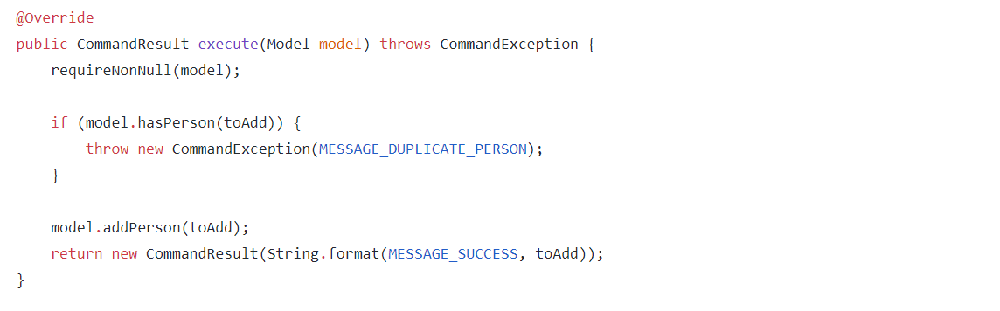 @Override
public CommandResult execute(Model model) throws CommandException {
    requireNonNull(model);

    if (model.hasPerson(toAdd)) {
        throw new CommandException(MESSAGE_DUPLICATE_PERSON);
    }

    model.addPerson(toAdd);
    return new CommandResult(String.format(MESSAGE_SUCCESS, toAdd));
}